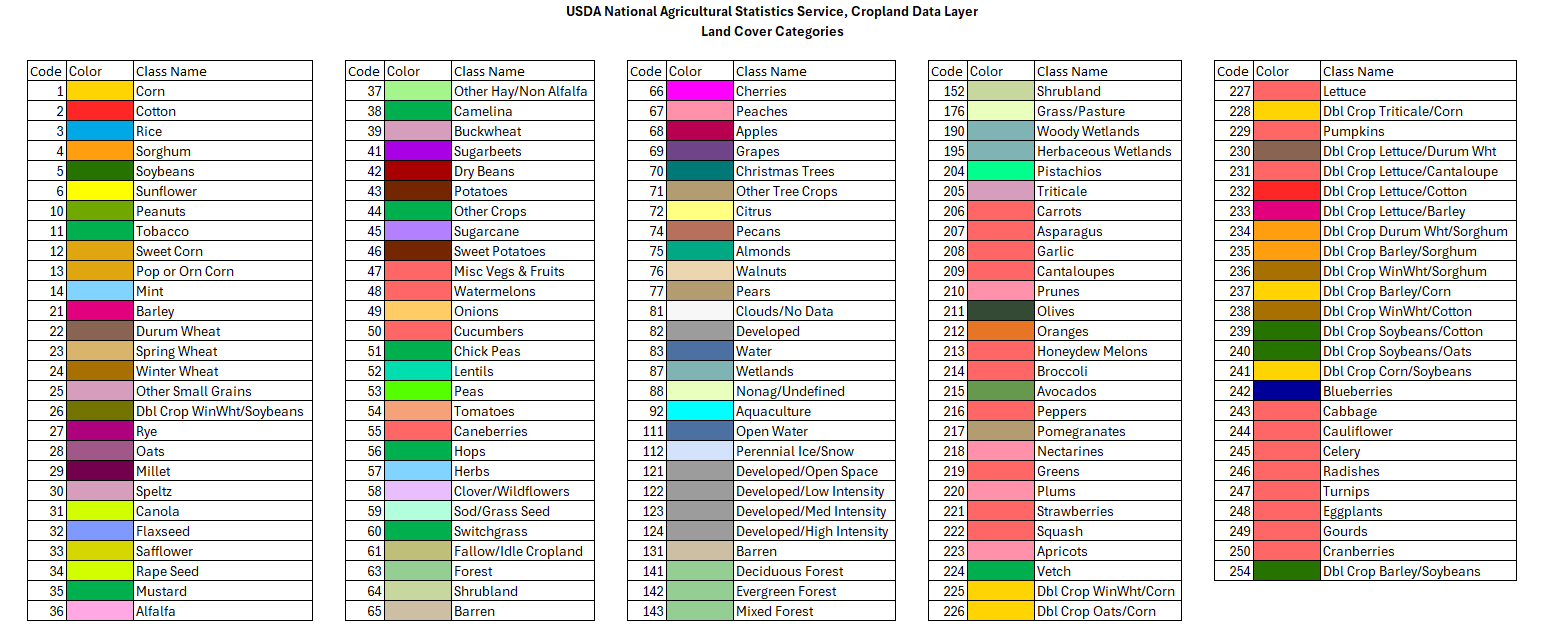 USDA National Agricultural Statistics Service, Cropland Data Layer
Land Cover Categories
Code Color Class Name
1 Corn
2 Cotton
3 Rice
4 Sorghum
5 Soybeans
6 Sunflower
10 Peanuts
11 Tobacco
12 Sweet Corn
13 Pop or Orn Corn
14 Mint
21 Barley
22 Durum Wheat
23 Spring Wheat
24 Winter Wheat
25 Other Small Grains
26 Dbl Crop WinWht/Soybeans
27 Rye
28 Oats
29 Millet
30 Speltz
31 Canola
32 Flaxseed
33 Safflower
34 Rape Seed
35 Mustard
36 Alfalfa
Code Color Class Name
37 Other Hay/Non Alfalfa
38 Camelina
39 Buckwheat
41 Sugarbeets
42 Dry Beans
43 Potatoes
44 Other Crops
45 Sugarcane
46 Sweet Potatoes
47 Misc Vegs & Fruits
48 Watermelons
49 Onions
50 Cucumbers
51 Chick Peas
52 Lentils
53 Peas
54 Tomatoes
55 Caneberries
56 Hops
57 Herbs
58 Clover/Wildflowers
59 Sod/Grass Seed
60 Switchgrass
61 Fallow/Idle Cropland
63 Forest
64 Shrubland
65 Barren
Code Color Class Name
66 Cherries
67 Peaches
68 Apples
69 Grapes
70 Christmas Trees
71 Other Tree Crops
72 Citrus
74 Pecans
75 Almonds
76 Walnuts
77 Pears
81 Clouds/No Data
82 Developed
83 Water
87 Wetlands
88 Nonag/Undefined
92 Aquaculture
111 Open Water
112 Perennial Ice/Snow
121 Developed/Open Space
122 Developed/Low Intensity
123 Developed/Med Intensity
124 Developed/High Intensity
131 Barren
141 Deciduous Forest
142 Evergreen Forest
143 Mixed Forest
Code Color Class Name
152 Shrubland
176 Grass/Pasture
190 Woody Wetlands
195 Herbaceous Wetlands
204 Pistachios
205 Triticale
206 Carrots
207 Asparagus
208 Garlic
209 Cantaloupes
210 Prunes
211 Olives
212 Oranges
213 Honeydew Melons
214 Broccoli
215 Avocados
216 Peppers
217 Pomegranates
218 Nectarines
219 Greens
220 Plums
221 Strawberries
222 Squash
223 Apricots
224 Vetch
225 Dbl Crop WinWht/Corn
226 Dbl Crop Oats/Corn
Code Color Class Name
227 Lettuce
228 Dbl Crop Triticale/Corn
229 Pumpkins
230 Dbl Crop Lettuce/Durum Wht
231 Dbl Crop Lettuce/Cantaloupe
232 Dbl Crop Lettuce/Cotton
233 Dbl Crop Lettuce/Barley
234 Dbl Crop Durum Wht/Sorghum
235 Dbl Crop Barley/Sorghum
236 Dbl Crop WinWht/Sorghum
237 Dbl Crop Barley/Corn
238 Dbl Crop WinWht/Cotton
239 Dbl Crop Soybeans/Cotton
240 Dbl Crop Soybeans/Oats
241 Dbl Crop Corn/Soybeans
242 Blueberries
243 Cabbage
244 Cauliflower
245 Celery
246 Radishes
247 Turnips
248 Eggplants
249 Gourds
250 Cranberries
254 Dbl Crop Barley/Soybeans